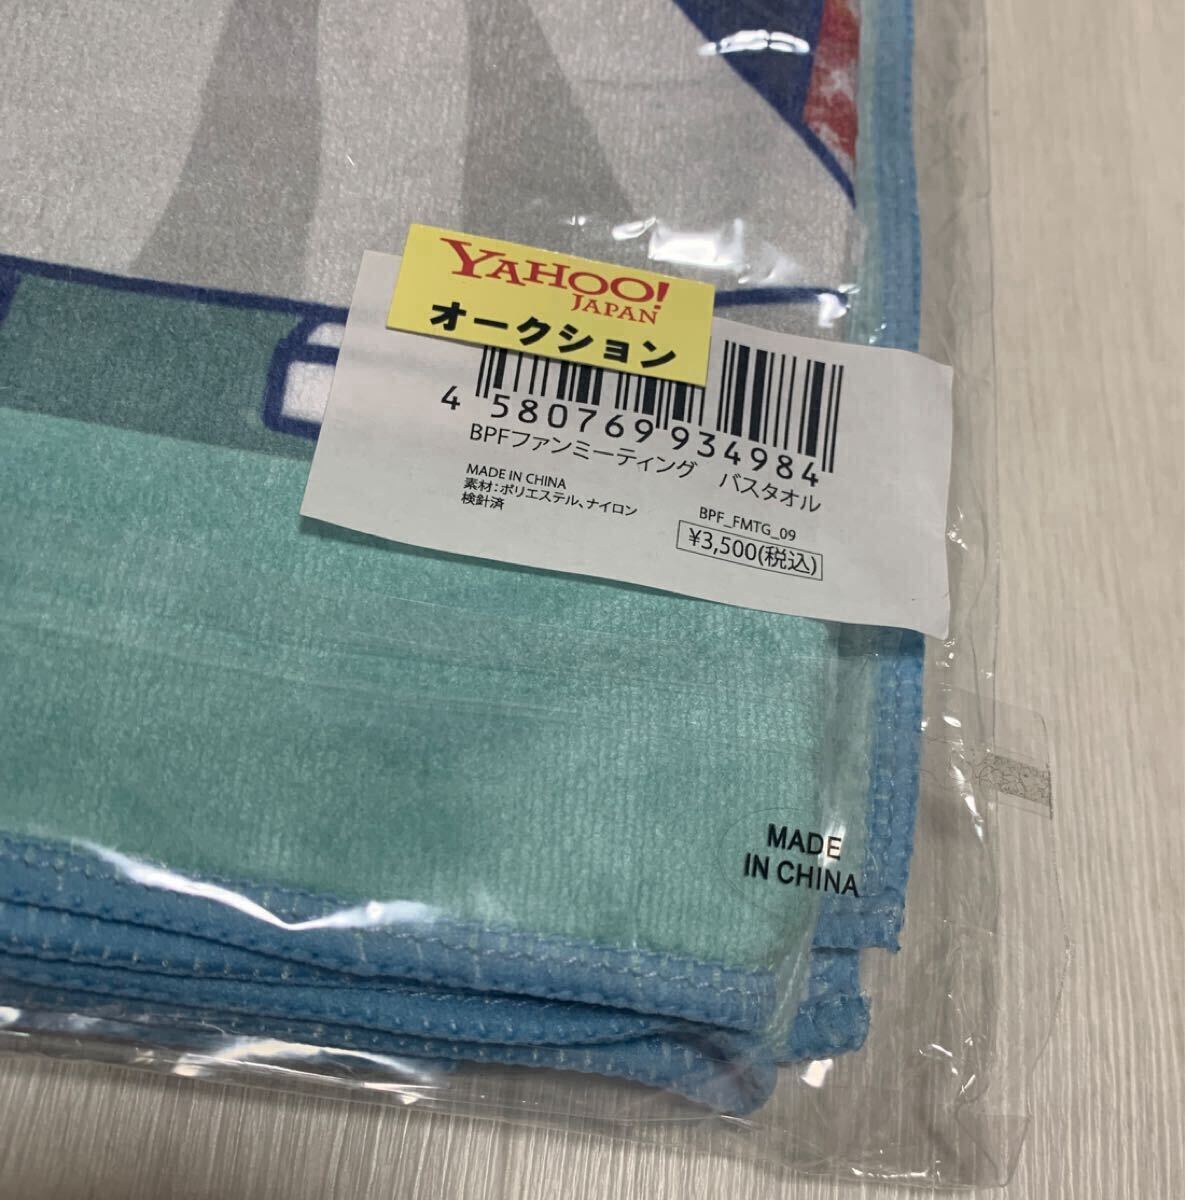 YAHOO!
JAPAN
オークション
4 580769 934984
BPFファンミーティング　バスタオル
MADE IN CHINA
素材：ポリエステル、ナイロン
検針済
BPF_FMTG_09
¥3,500(税込)
MADE
IN CHINA